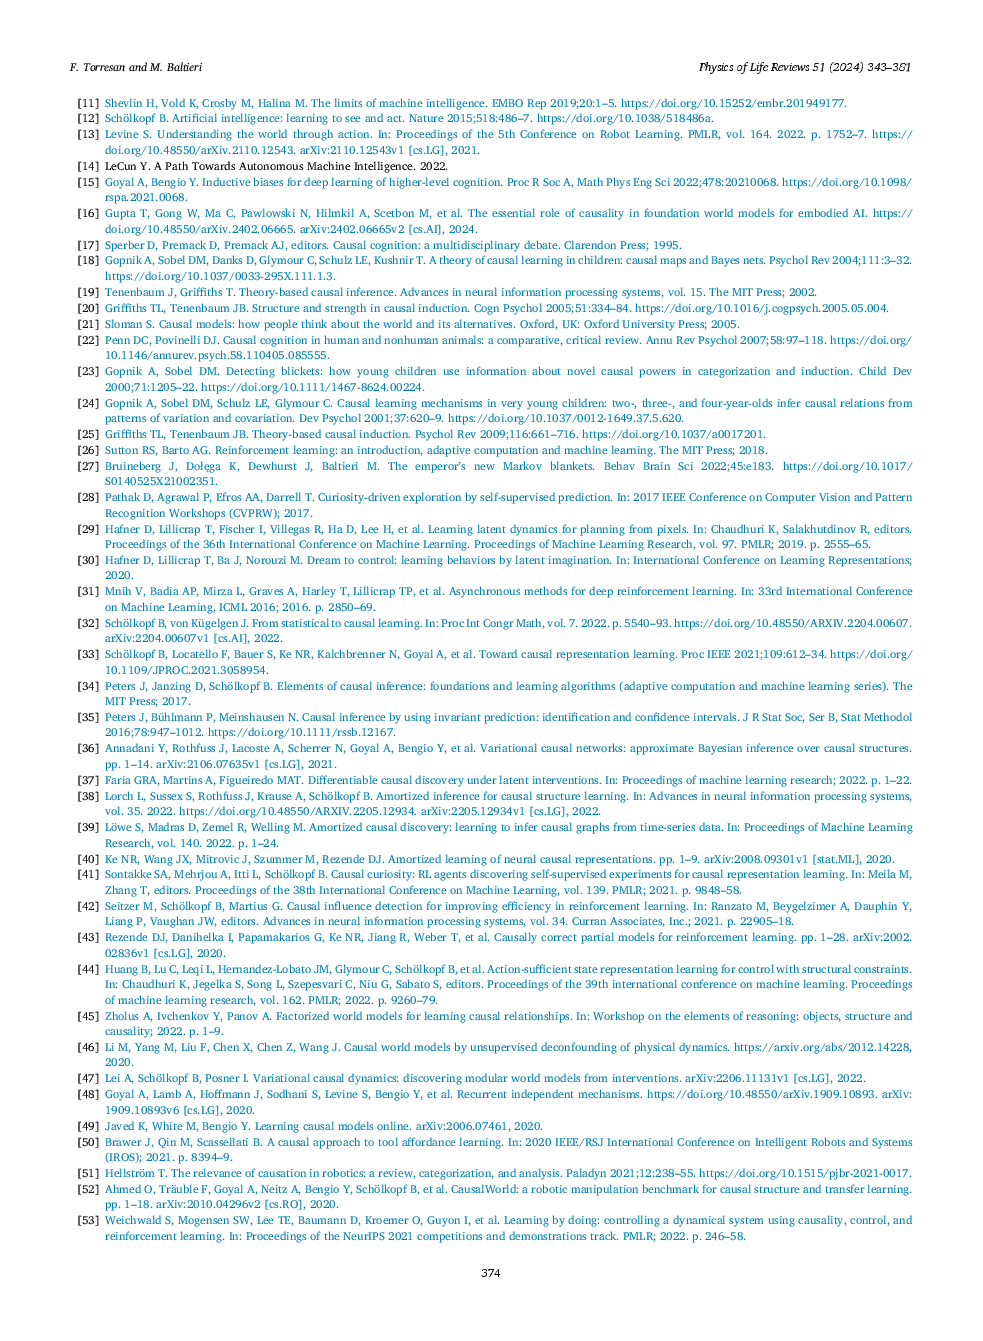 F. Torresan and M. Baltieri
Physics of Life Reviews 51 (2024) 343–381
[11] Shevlin H, Vold K, Crosby M, Halina M. The limits of machine intelligence. EMBO Rep 2019;20:1–5. https://doi.org/10.15252/embr.201949177.
[12] Schölkopf B. Artificial intelligence: learning to see and act. Nature 2015;518:486–7. https://doi.org/10.1038/518486a.
[13] Levine S. Understanding the world through action. In: Proceedings of the 5th Conference on Robot Learning. PMLR, vol. 164. 2022. p. 1752–7. https://
doi.org/10.48550/arXiv.2110.12543. arXiv:2110.12543v1 [cs.LG], 2021.
[14] LeCun Y. A Path Towards Autonomous Machine Intelligence. 2022.
[15] Goyal A, Bengio Y. Inductive biases for deep learning of higher-level cognition. Proc R Soc A, Math Phys Eng Sci 2022;478:20210068. https://doi.org/10.1098/
rspa.2021.0068.
[16] Gupta T, Gong W, Ma C, Pawlowski N, Hilmkil A, Scetbon M, et al. The essential role of causality in foundation world models for embodied AI. https://
doi.org/10.48550/arXiv.2402.06665. arXiv:2402.06665v2 [cs.AI], 2024.
[17] Sperber D, Premack D, Premack AJ, editors. Causal cognition: a multidisciplinary debate. Clarendon Press; 1995.
[18] Gopnik A, Sobel DM, Danks D, Glymour C, Schulz LE, Kushnir T. A theory of causal learning in children: causal maps and Bayes nets. Psychol Rev 2004;111:3–32.
https://doi.org/10.1037/0033-295X.111.1.3.
[19] Tenenbaum J, Griffiths T. Theory-based causal inference. Advances in neural information processing systems, vol. 15. The MIT Press; 2002.
[20] Griffiths TL, Tenenbaum JB. Structure and strength in causal induction. Cogn Psychol 2005;51:334–84. https://doi.org/10.1016/j.cogpsych.2005.05.004.
[21] Sloman S. Causal models: how people think about the world and its alternatives. Oxford, UK: Oxford University Press; 2005.
[22] Penn DC, Povinelli DJ. Causal cognition in human and nonhuman animals: a comparative, critical review. Annu Rev Psychol 2007;58:97–118. https://doi.org/
10.1146/annurev.psych.58.110405.085555.
[23] Gopnik A, Sobel DM. Detecting blickets: how young children use information about novel causal powers in categorization and induction. Child Dev
2000;71:1205–22. https://doi.org/10.1111/1467-8624.00224.
[24] Gopnik A, Sobel DM, Schulz LE, Glymour C. Causal learning mechanisms in very young children: two-, three-, and four-year-olds infer causal relations from
patterns of variation and covariation. Dev Psychol 2001;37:620–9. https://doi.org/10.1037/0012-1649.37.5.620.
[25] Griffiths TL, Tenenbaum JB. Theory-based causal induction. Psychol Rev 2009;116:661–716. https://doi.org/10.1037/a0017201.
[26] Sutton RS, Barto AG. Reinforcement learning: an introduction, adaptive computation and machine learning. The MIT Press; 2018.
[27] Bruineberg J, Dołęga K, Dewhurst J, Baltieri M. The emperor's new Markov blankets. Behav Brain Sci 2022;45:e183. https://doi.org/10.1017/
S0140525X21002351.
[28] Pathak D, Agrawal P, Efros AA, Darrell T. Curiosity-driven exploration by self-supervised prediction. In: 2017 IEEE Conference on Computer Vision and Pattern
Recognition Workshops (CVPRW); 2017.
[29] Hafner D, Lillicrap T, Fischer I, Villegas R, Ha D, Lee H, et al. Learning latent dynamics for planning from pixels. In: Chaudhuri K, Salakhutdinov R, editors.
Proceedings of the 36th International Conference on Machine Learning. Proceedings of Machine Learning Research, vol. 97. PMLR; 2019. p. 2555–65.
[30] Hafner D, Lillicrap T, Ba J, Norouzi M. Dream to control: learning behaviors by latent imagination. In: International Conference on Learning Representations;
2020.
[31] Mnih V, Badia AP, Mirza L, Graves A, Harley T, Lillicrap TP, et al. Asynchronous methods for deep reinforcement learning. In: 33rd International Conference
on Machine Learning, ICML 2016; 2016. p. 2850–69.
[32] Schölkopf B, von Kügelgen J. From statistical to causal learning. In: Proc Int Congr Math, vol. 7. 2022. p. 5540–93. https://doi.org/10.48550/ARXIV.2204.00607.
arXiv:2204.00607v1 [cs.AI], 2022.
[33] Schölkopf B, Locatello F, Bauer S, Ke NR, Kalchbrenner N, Goyal A, et al. Toward causal representation learning. Proc IEEE 2021;109:612–34. https://doi.org/
10.1109/JPROC.2021.3058954.
[34] Peters J, Janzing D, Schölkopf B. Elements of causal inference: foundations and learning algorithms (adaptive computation and machine learning series). The
MIT Press; 2017.
[35] Peters J, Bühlmann P, Meinshausen N. Causal inference by using invariant prediction: identification and confidence intervals. J R Stat Soc, Ser B, Stat Methodol
2016;78:947–1012. https://doi.org/10.1111/rssb.12167.
[36] Annadani Y, Rothfuss J, Lacoste A, Scherrer N, Goyal A, Bengio Y, et al. Variational causal networks: approximate Bayesian inference over causal structures.
pp. 1–14. arXiv:2106.07635v1 [cs.LG], 2021.
[37] Faria GRA, Martins A, Figueiredo MAT. Differentiable causal discovery under latent interventions. In: Proceedings of machine learning research; 2022. p. 1–22.
[38] Lorch L, Sussex S, Rothfuss J, Krause A, Schölkopf B. Amortized inference for causal structure learning. In: Advances in neural information processing systems,
vol. 35. 2022. https://doi.org/10.48550/ARXIV.2205.12934. arXiv:2205.12934v1 [cs.LG], 2022.
[39] Löwe S, Madras D, Zemel R, Welling M. Amortized causal discovery: learning to infer causal graphs from time-series data. In: Proceedings of Machine Learning
Research, vol. 140. 2022. p. 1–24.
[40] Ke NR, Wang JX, Mitrovic J, Szummer M, Rezende DJ. Amortized learning of neural causal representations. pp. 1–9. arXiv:2008.09301v1 [stat.ML], 2020.
[41] Sontakke SA, Mehrjou A, Itti L, Schölkopf B. Causal curiosity: RL agents discovering self-supervised experiments for causal representation learning. In: Meila M,
Zhang T, editors. Proceedings of the 38th International Conference on Machine Learning, vol. 139. PMLR; 2021. p. 9848–58.
[42] Seitzer M, Schölkopf B, Martius G. Causal influence detection for improving efficiency in reinforcement learning. In: Ranzato M, Beygelzimer A, Dauphin Y,
Liang P, Vaughan JW, editors. Advances in neural information processing systems, vol. 34. Curran Associates, Inc.; 2021. p. 22905–18.
[43] Rezende DJ, Danihelka I, Papamakarios G, Ke NR, Jiang R, Weber T, et al. Causally correct partial models for reinforcement learning. pp. 1–28. arXiv:2002.
02836v1 [cs.LG], 2020.
[44] Huang B, Lu C, Leqi L, Hernandez-Lobato JM, Glymour C, Schölkopf B, et al. Action-sufficient state representation learning for control with structural constraints.
In: Chaudhuri K, Jegelka S, Song L, Szepesvari C, Niu G, Sabato S, editors. Proceedings of the 39th international conference on machine learning. Proceedings
of machine learning research, vol. 162. PMLR; 2022. p. 9260–79.
[45] Zholus A, Ivchenkov Y, Panov A. Factorized world models for learning causal relationships. In: Workshop on the elements of reasoning: objects, structure and
causality; 2022. p. 1–9.
[46] Li M, Yang M, Liu F, Chen X, Chen Z, Wang J. Causal world models by unsupervised deconfounding of physical dynamics. https://arxiv.org/abs/2012.14228,
2020.
[47] Lei A, Schölkopf B, Posner I. Variational causal dynamics: discovering modular world models from interventions. arXiv:2206.11131v1 [cs.LG], 2022.
[48] Goyal A, Lamb A, Hoffmann J, Sodhani S, Levine S, Bengio Y, et al. Recurrent independent mechanisms. https://doi.org/10.48550/arXiv.1909.10893. arXiv:
1909.10893v6 [cs.LG], 2020.
[49] Javed K, White M, Bengio Y. Learning causal models online. arXiv:2006.07461, 2020.
[50] Brawer J, Qin M, Scassellati B. A causal approach to tool affordance learning. In: 2020 IEEE/RSJ International Conference on Intelligent Robots and Systems
(IROS); 2021. p. 8394–9.
[51] Hellström T. The relevance of causation in robotics: a review, categorization, and analysis. Paladyn 2021;12:238–55. https://doi.org/10.1515/pjbr-2021-0017.
[52] Ahmed O, Träuble F, Goyal A, Neitz A, Bengio Y, Schölkopf B, et al. CausalWorld: a robotic manipulation benchmark for causal structure and transfer learning.
pp. 1–18. arXiv:2010.04296v2 [cs.RO], 2020.
[53] Weichwald S, Mogensen SW, Lee TE, Baumann D, Kroemer O, Guyon I, et al. Learning by doing: controlling a dynamical system using causality, control, and
reinforcement learning. In: Proceedings of the NeurIPS 2021 competitions and demonstrations track. PMLR; 2022. p. 246–58.
374